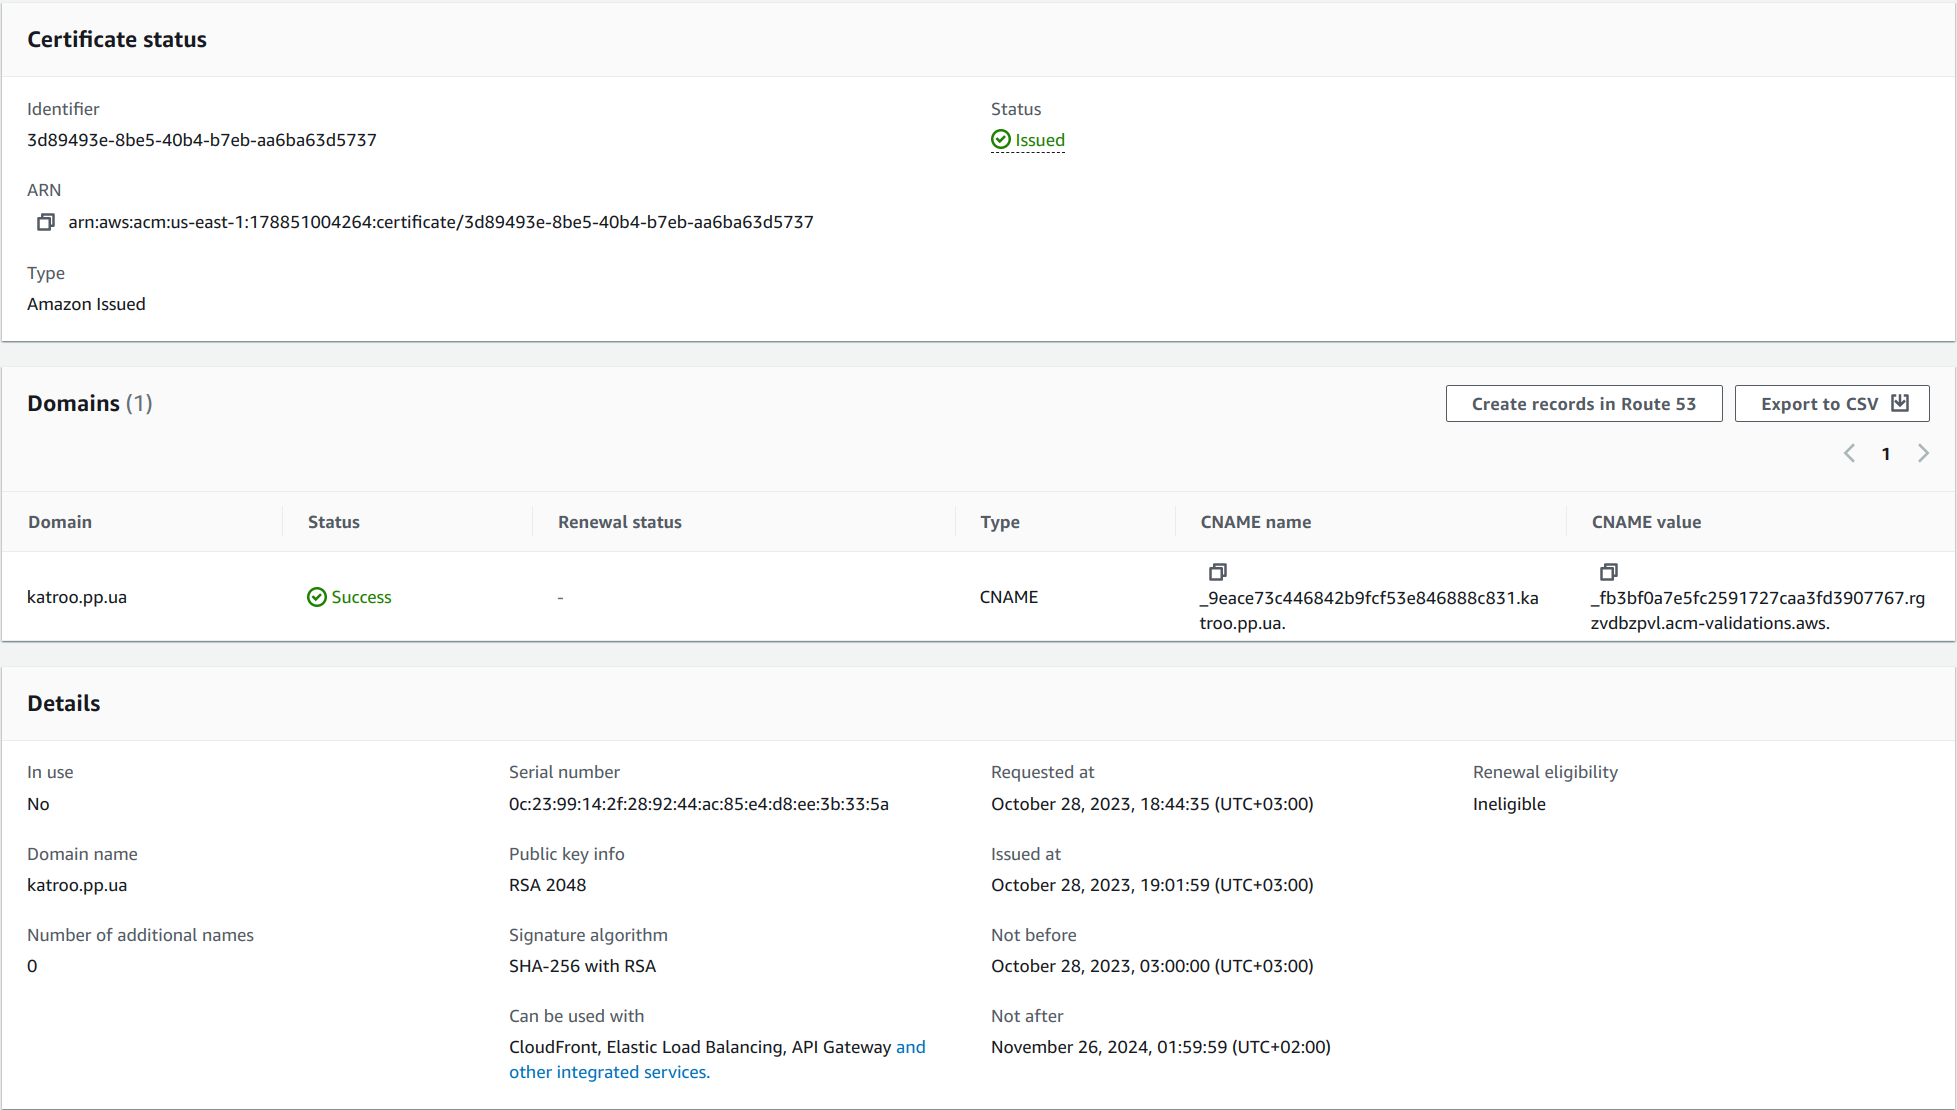 Certificate status
Identifier
3d89493e-8be5-40b4-b7eb-aa6ba63d5737
Status
Issued
ARN
arn:aws:acm:us-east-1:178851004264:certificate/3d89493e-8be5-40b4-b7eb-aa6ba63d5737
Type
Amazon Issued
Domains (1)
Create records in Route 53
Export to CSV
1
Domain Status Renewal status Type CNAME name CNAME value
katroo.pp.ua Success - CNAME
_9eace73c446842b9fcf53e846888c831.ka
troo.pp.ua.
_fb3bf0a7e5fc2591727caa3fd3907767.rg
zvdbzpvl.acm-validations.aws.
Details
In use
No
Domain name
katroo.pp.ua
Number of additional names
0
Serial number
0c:23:99:14:2f:28:92:44:ac:85:e4:d8:ee:3b:33:5a
Public key info
RSA 2048
Signature algorithm
SHA-256 with RSA
Can be used with
CloudFront, Elastic Load Balancing, API Gateway and
other integrated services.
Requested at
October 28, 2023, 18:44:35 (UTC+03:00)
Issued at
October 28, 2023, 19:01:59 (UTC+03:00)
Not before
October 28, 2023, 03:00:00 (UTC+03:00)
Not after
November 26, 2024, 01:59:59 (UTC+02:00)
Renewal eligibility
Ineligible